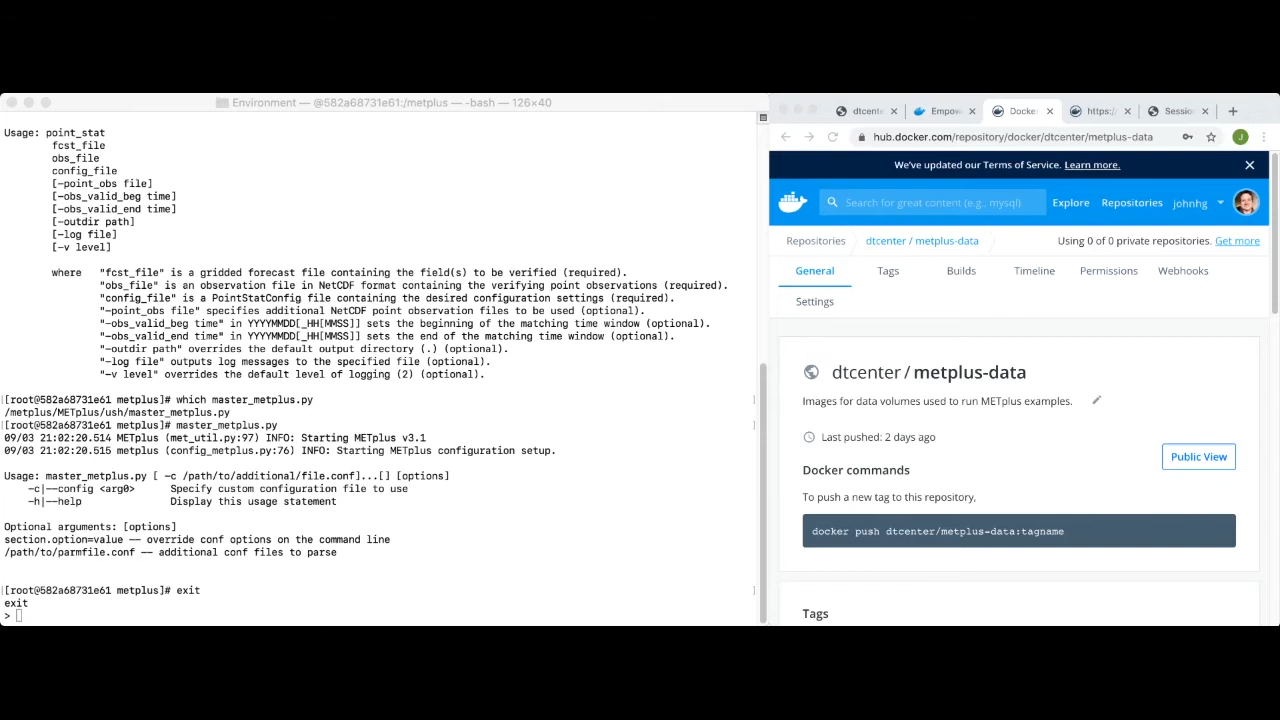 Environment — @582a68731e61:/metplus — -bash — 126×40
Usage: point_stat
fcst_file
obs_file
config_file
[-point_obs file]
[-obs_valid_beg time]
[-obs_valid_end time]
[-outdir path]
[-log file]
[-v level]
where "fcst_file" is a gridded forecast file containing the field(s) to be verified (required).
"obs_file" is an observation file in NetCDF format containing the verifying point observations (required).
"config_file" is a PointStatConfig file containing the desired configuration settings (required).
"-point_obs file" specifies additional NetCDF point observation files to be used (optional).
"-obs_valid_beg time" in YYYYMMDD[_HH[MMSS]] sets the beginning of the matching time window (optional).
"-obs_valid_end time" in YYYYMMDD[_HH[MMSS]] sets the end of the matching time window (optional).
"-outdir path" overrides the default output directory (.) (optional).
"-log file" outputs log messages to the specified file (optional).
"-v level" overrides the default level of logging (2) (optional).
[root@582a68731e61 metplus]# which master_metplus.py
/metplus/METplus/ush/master_metplus.py
[root@582a68731e61 metplus]# master_metplus.py
09/03 21:02:20.514 METplus (met_util.py:97) INFO: Starting METplus v3.1
09/03 21:02:20.515 metplus (config_metplus.py:76) INFO: Starting METplus configuration setup.
Usage: master_metplus.py [ -c /path/to/additional/file.conf]...[] [options]
-c|--config <arg0> Specify custom configuration file to use
-h|--help Display this usage statement
Optional arguments: [options]
section.option=value -- override conf options on the command line
/path/to/parmfile.conf -- additional conf files to parse
[root@582a68731e61 metplus]# exit
exit
>
dtcent
Empow
Docke
https:/
Sessio
hub.docker.com/repository/docker/dtcenter/metplus-data
J
We've updated our Terms of Service. Learn more.
Search for great content (e.g., mysql)
Explore Repositories johnhg
Repositories dtcenter / metplus-data Using 0 of 0 private repositories. Get more
General Tags Builds Timeline Permissions Webhooks
Settings
dtcenter / metplus-data
Images for data volumes used to run METplus examples.
Last pushed: 2 days ago
Public View
Docker commands
To push a new tag to this repository,
docker push dtcenter/metplus-data:tagname
Tags